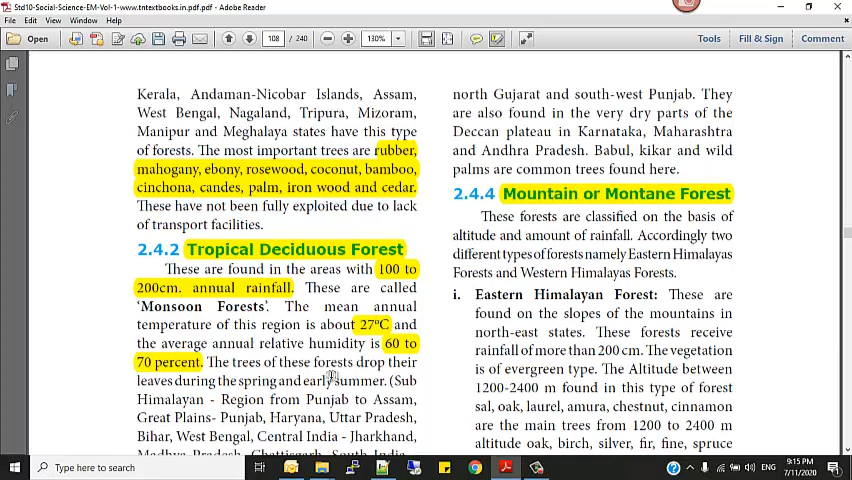 Std10-Social-Science-EM-Vol-1-www.tntextbooks.in.pdf.pdf - Adobe Reader
File Edit View Window Help
Open
108 / 240
130%
Tools
Fill & Sign
Comment
Kerala, Andaman-Nicobar Islands, Assam,
West Bengal, Nagaland, Tripura, Mizoram,
Manipur and Meghalaya states have this type
of forests. The most important trees are rubber,
mahogany, ebony, rosewood, coconut, bamboo,
cinchona, candes, palm, iron wood and cedar.
These have not been fully exploited due to lack
of transport facilities.
2.4.2 Tropical Deciduous Forest
These are found in the areas with 100 to
200cm. annual rainfall. These are called
‘Monsoon Forests’. The mean annual
temperature of this region is about 27°C and
the average annual relative humidity is 60 to
70 percent. The trees of these forests drop their
leaves during the spring and early summer. (Sub
Himalayan - Region from Punjab to Assam,
Great Plains- Punjab, Haryana, Uttar Pradesh,
Bihar, West Bengal, Central India - Jharkhand,
Madhya Pradesh, Chattisgarh, South India
north Gujarat and south-west Punjab. They
are also found in the very dry parts of the
Deccan plateau in Karnataka, Maharashtra
and Andhra Pradesh. Babul, kikar and wild
palms are common trees found here.
2.4.4 Mountain or Montane Forest
These forests are classified on the basis of
altitude and amount of rainfall. Accordingly two
different types of forests namely Eastern Himalayas
Forests and Western Himalayas Forests.
i. Eastern Himalayan Forest: These are
found on the slopes of the mountains in
north-east states. These forests receive
rainfall of more than 200 cm. The vegetation
is of evergreen type. The Altitude between
1200-2400 m found in this type of forest
sal, oak, laurel, amura, chestnut, cinnamon
are the main trees from 1200 to 2400 m
altitude oak, birch, silver, fir, fine, spruce
Type here to search
ENG
9:15 PM
7/11/2020